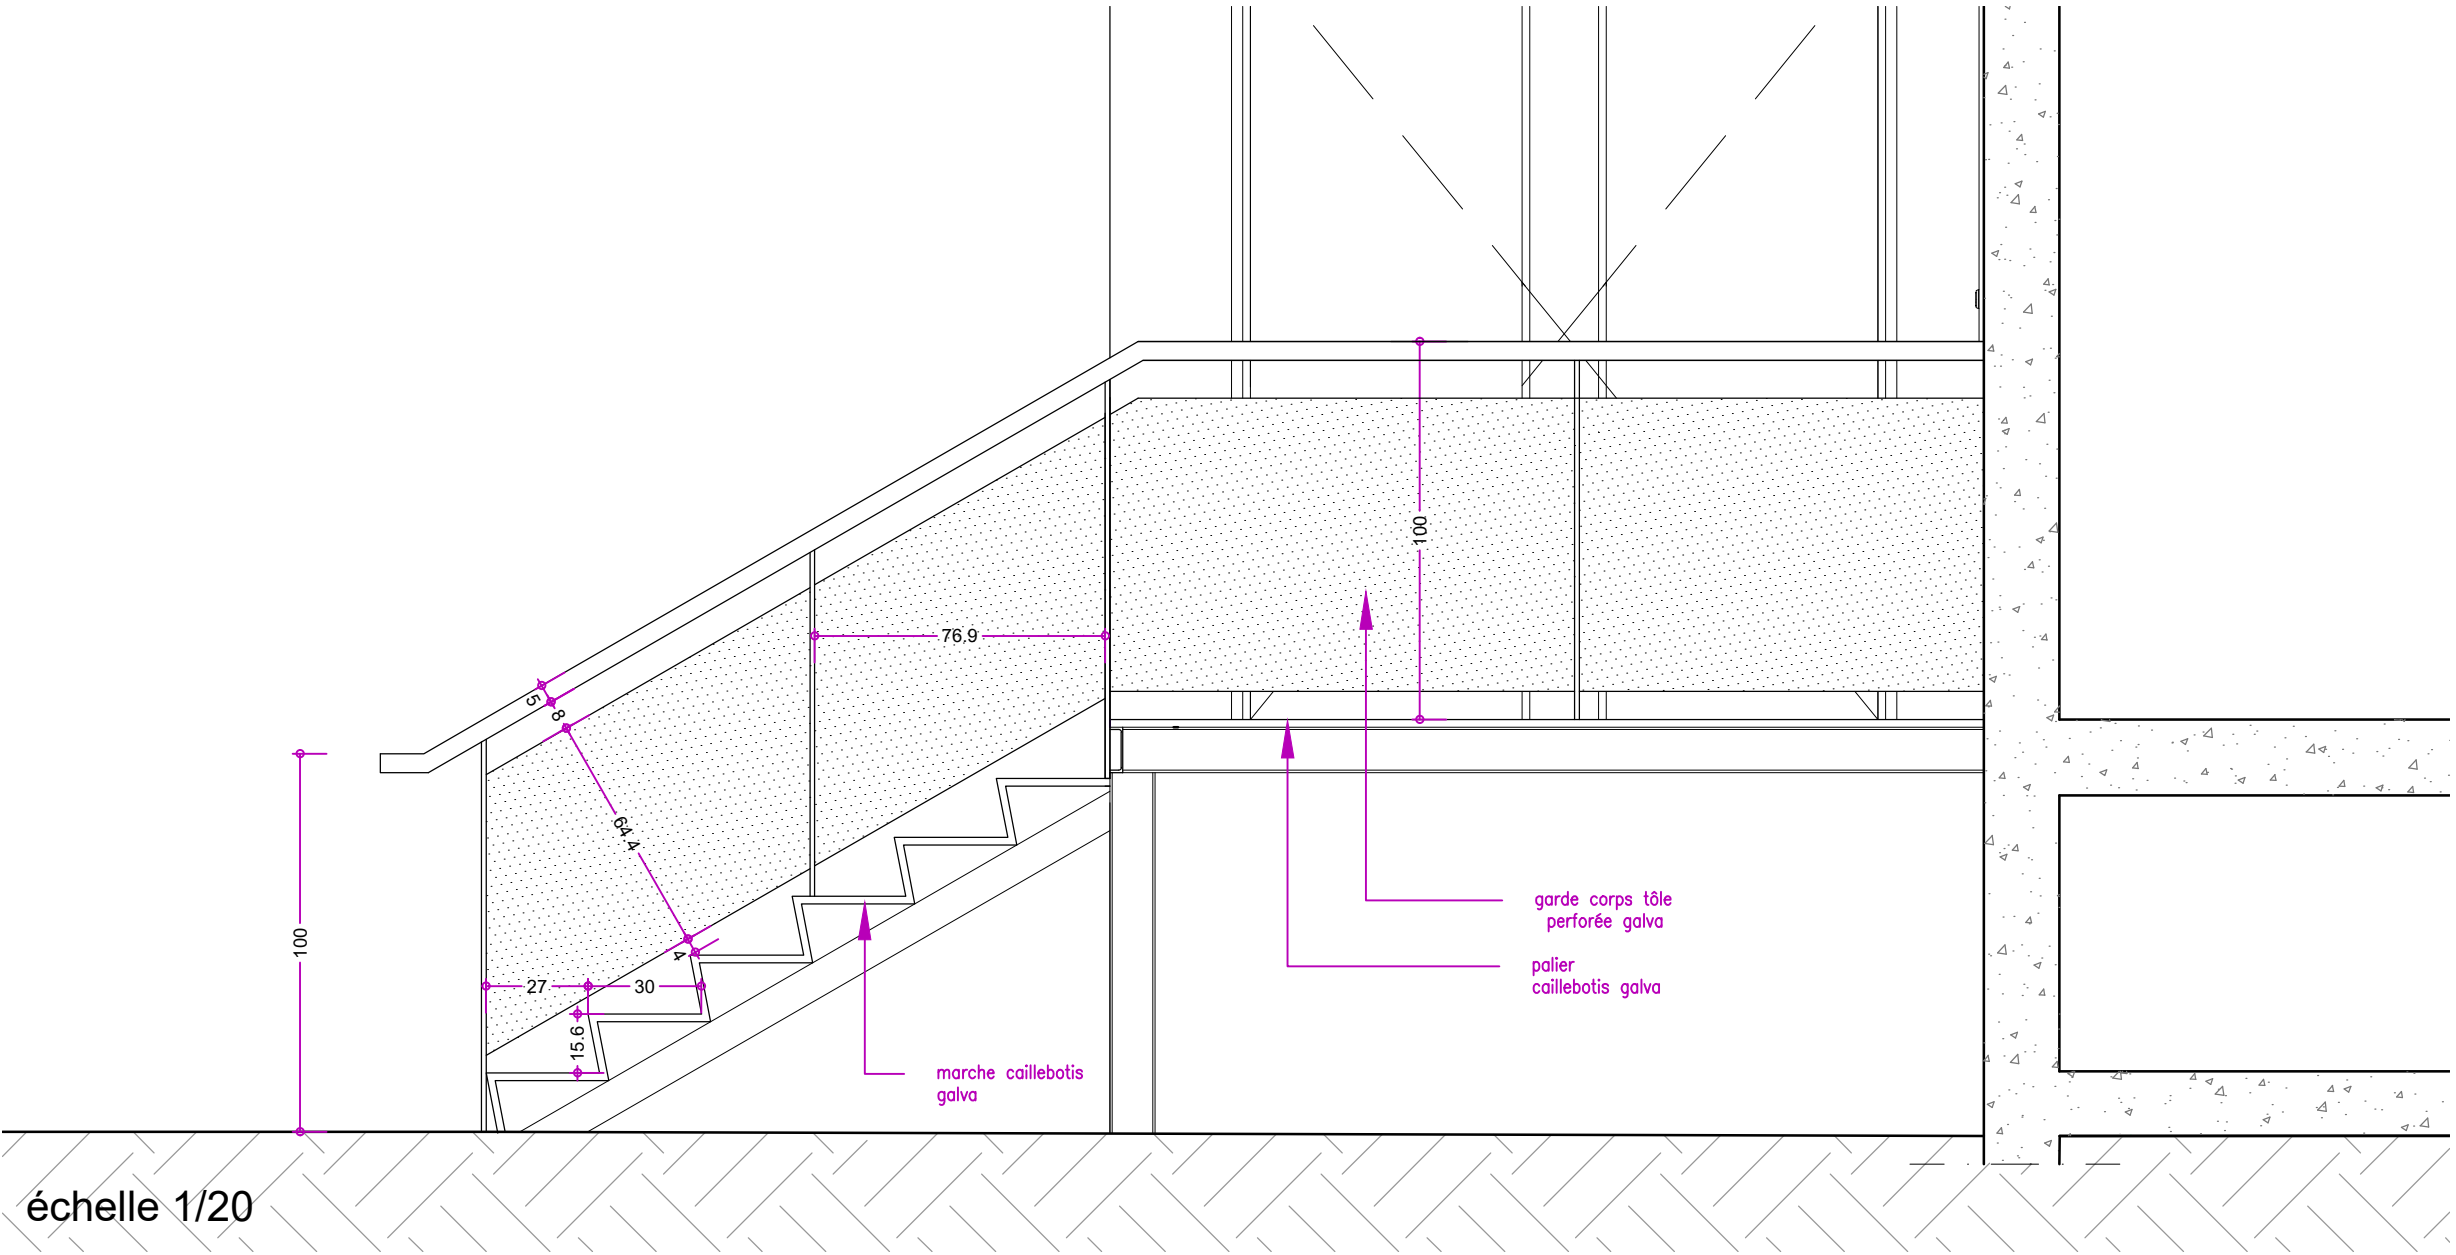 100
76.9
5
8
64.4
4
100
27
30
15.6
garde corps tôle
perforée galva
palier
caillebotis galva
marche caillebotis
galva
échelle 1/20